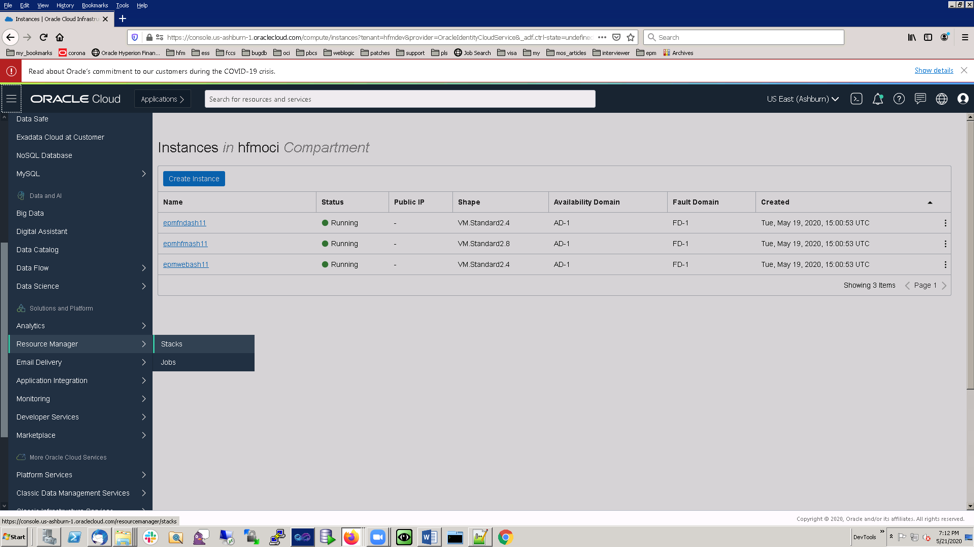 File Edit View History Bookmarks Tools Help
Instances | Oracle Cloud Infrastru
https://console.us-ashburn-1.oraclecloud.com/compute/instances?tenant=hfmdev&provider=OracleIdentityCloudService&_adf.ctrl-state=undefine
Search
my_bookmarks corona Oracle Hyperion Finan... hfm ess fccs bugdb oci obiee pbcs weblogic patches support pls Oracle visa my mos_articles interviewer epm Archives
Read about Oracle's commitment to our customers during the COVID-19 crisis.
Show details
ORACLE Cloud
Applications
Search for resources and services
US East (Ashburn)
Data Safe
Exadata Cloud at Customer
NoSQL Database
MySQL
Data and AI
Big Data
Digital Assistant
Data Catalog
Data Flow
Data Science
Solutions and Platform
Analytics
Resource Manager
Stacks
Jobs
Email Delivery
Application Integration
Monitoring
Developer Services
Marketplace
More Oracle Cloud Services
Platform Services
Classic Data Management Services
Instances in hfmoci Compartment
Create Instance
Name Status Public IP Shape Availability Domain Fault Domain Created
epmfndash11 Running - VM.Standard2.4 AD-1 FD-1 Tue, May 19, 2020, 15:00:53 UTC
epmhfmash11 Running - VM.Standard2.8 AD-1 FD-1 Tue, May 19, 2020, 15:00:53 UTC
epmwebash11 Running - VM.Standard2.4 AD-1 FD-1 Tue, May 19, 2020, 15:00:53 UTC
Showing 3 Items Page 1
https://console.us-ashburn-1.oraclecloud.com/resourcemanager/stacks
Copyright © 2020, Oracle and/or its affiliates. All rights reserved.
Start
DevTools
7:12 PM
5/21/2020